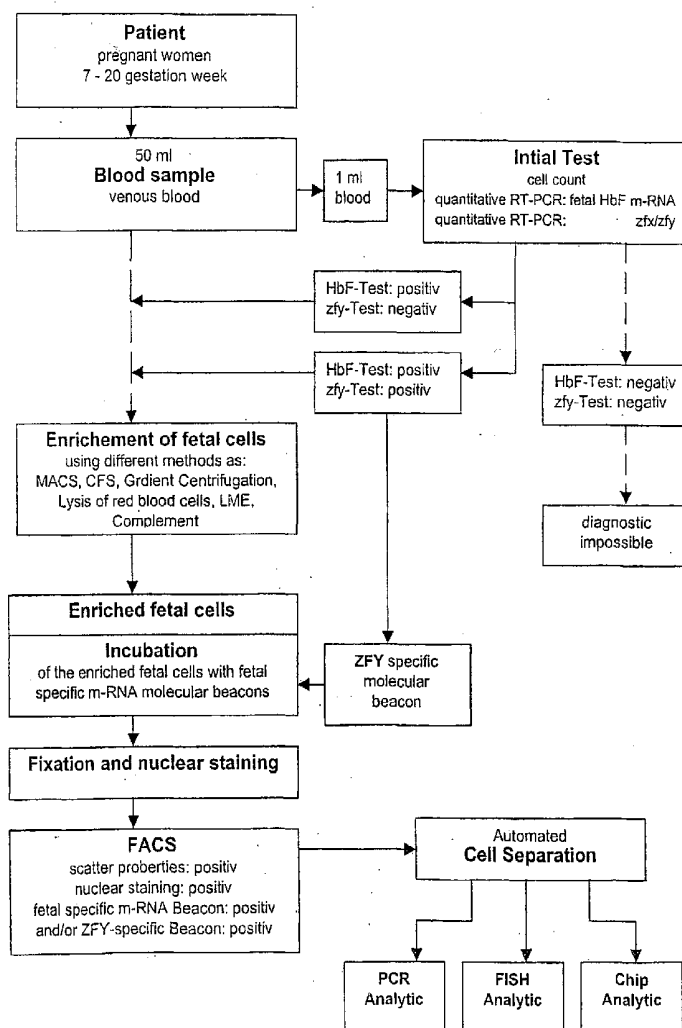 Patient
pregnant women
7 - 20 gestation week
50 ml
Blood sample
venous blood
1 ml
blood
Intial Test
cell count
quantitative RT-PCR: fetal HbF m-RNA
quantitative RT-PCR: zfx/zfy
HbF-Test: positiv
zfy-Test: negativ
HbF-Test: positiv
zfy-Test: positiv
HbF-Test: negativ
zfy-Test: negativ
diagnostic
impossible
Enrichement of fetal cells
using different methods as:
MACS, CFS, Grdient Centrifugation,
Lysis of red blood cells, LME,
Complement
Enriched fetal cells
Incubation
of the enriched fetal cells with fetal
specific m-RNA molecular beacons
ZFY specific
molecular
beacon
Fixation and nuclear staining
FACS
scatter proberties: positiv
nuclear staining: positiv
fetal specific m-RNA Beacon: positiv
and/or ZFY-specific Beacon: positiv
Automated
Cell Separation
PCR
Analytic
FISH
Analytic
Chip
Analytic